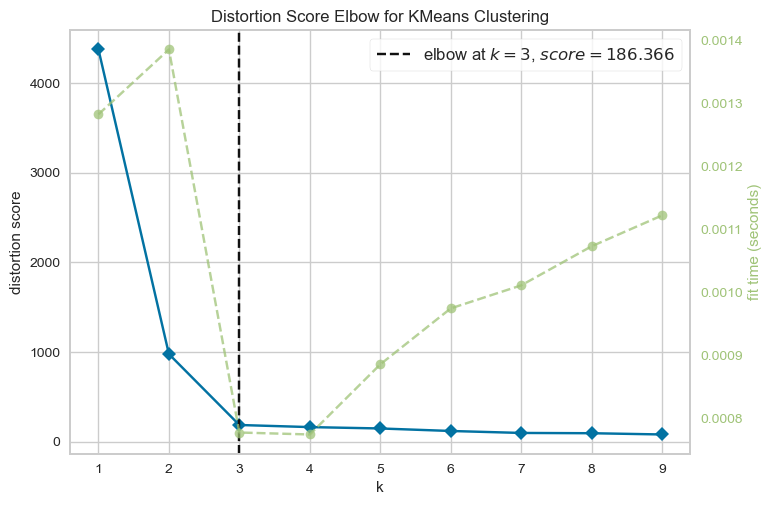 Distortion Score Elbow for KMeans Clustering
elbow at k = 3, score = 186.366
distortion score
4000
3000
2000
1000
0
0.0014
0.0013
0.0012
0.0011
0.0010
0.0009
0.0008
fit time (seconds)
1 2 3 4 5 6 7 8 9
k